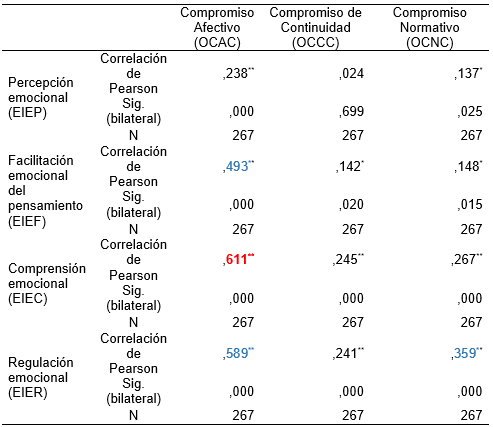 Compromiso Afectivo (OCAC) Compromiso de Continuidad (OCCC) Compromiso Normativo (OCNC)
Percepción emocional (EIEP)
Correlación de Pearson ,238** ,024 ,137*
Sig. (bilateral) ,000 ,699 ,025
N 267 267 267
Facilitación emocional del pensamiento (EIEF)
Correlación de Pearson ,493** ,142* ,148*
Sig. (bilateral) ,000 ,020 ,015
N 267 267 267
Comprensión emocional (EIEC)
Correlación de Pearson ,611** ,245** ,267**
Sig. (bilateral) ,000 ,000 ,000
N 267 267 267
Regulación emocional (EIER)
Correlación de Pearson ,589** ,241** ,359**
Sig. (bilateral) ,000 ,000 ,000
N 267 267 267